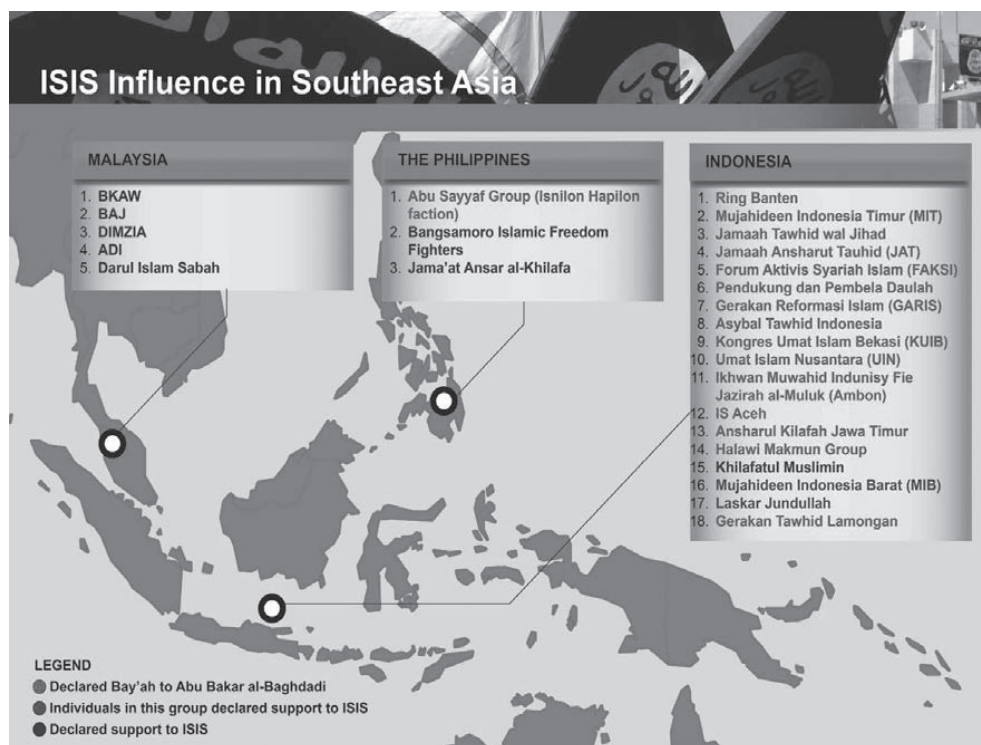 ISIS Influence in Southeast Asia
MALAYSIA
1. BKAW
2. BAJ
3. DIMZIA
4. ADI
5. Darul Islam Sabah
THE PHILIPPINES
1. Abu Sayyaf Group (Isnilon Hapilon
faction)
2. Bangsamoro Islamic Freedom
Fighters
3. Jama'at Ansar al-Khilafa
INDONESIA
1. Ring Banten
2. Mujahideen Indonesia Timur (MIT)
3. Jamaah Tawhid wal Jihad
4. Jamaah Ansharut Tauhid (JAT)
5. Forum Aktivis Syariah Islam (FAKSI)
6. Pendukung dan Pembela Daulah
7. Gerakan Reformasi Islam (GARIS)
8. Asybal Tawhid Indonesia
9. Kongres Umat Islam Bekasi (KUIB)
10. Umat Islam Nusantara (UIN)
11. Ikhwan Muwahid Indunisy Fie
Jazirah al-Muluk (Ambon)
12. IS Aceh
13. Ansharul Kilafah Jawa Timur
14. Halawi Makmun Group
15. Khilafatul Muslimin
16. Mujahideen Indonesia Barat (MIB)
17. Laskar Jundullah
18. Gerakan Tawhid Lamongan
LEGEND
Declared Bay'ah to Abu Bakar al-Baghdadi
Individuals in this group declared support to ISIS
Declared support to ISIS